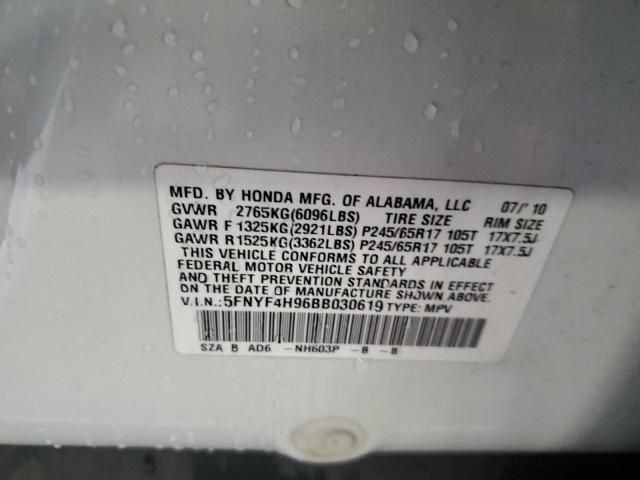 MFD. BY HONDA MFG. OF ALABAMA, LLC 07/'10
GVWR 2765KG(6096LBS) TIRE SIZE RIM SIZE
GAWR F 1325KG(2921LBS) P245/65R17 105T 17X7.5J
GAWR R1525KG(3362LBS) P245/65R17 105T 17X7.5J
THIS VEHICLE CONFORMS TO ALL APPLICABLE
FEDERAL MOTOR VEHICLE SAFETY
AND THEFT PREVENTION STANDARDS IN EFFECT
ON THE DATE OF MANUFACTURE SHOWN ABOVE.
V.I.N.:5FNYF4H96BB030619 TYPE: MPV
SZA B AD6 -NH603P -B -B